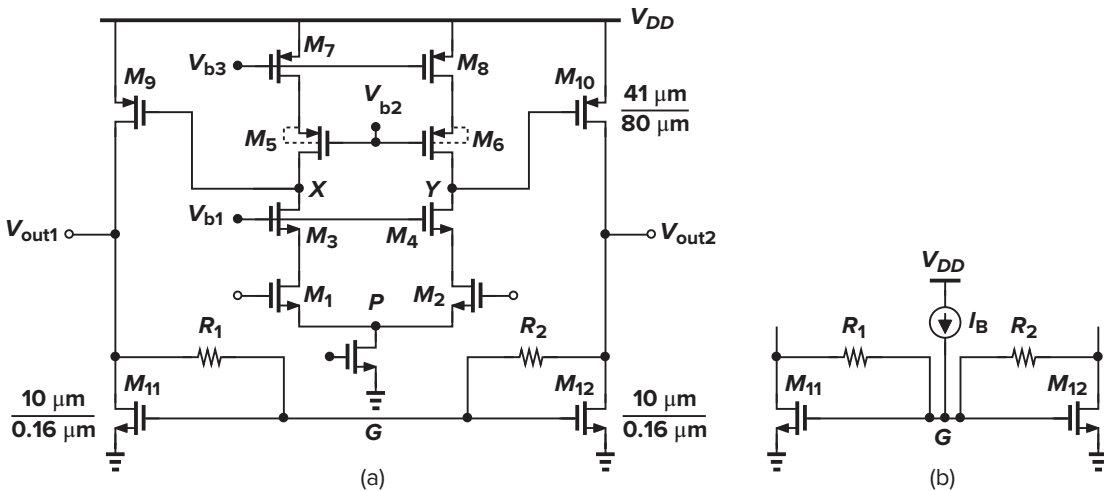 V_DD
M_7
V_b3
M_8
M_9
M_10
41 μm
80 μm
V_b2
M_5
M_6
X
Y
V_b1
M_3
M_4
V_out1
V_out2
V_DD
M_1
M_2
P
I_B
R_1
R_2
R_1
R_2
M_11
M_12
M_11
M_12
10 μm
0.16 μm
10 μm
0.16 μm
G
G
(a)
(b)